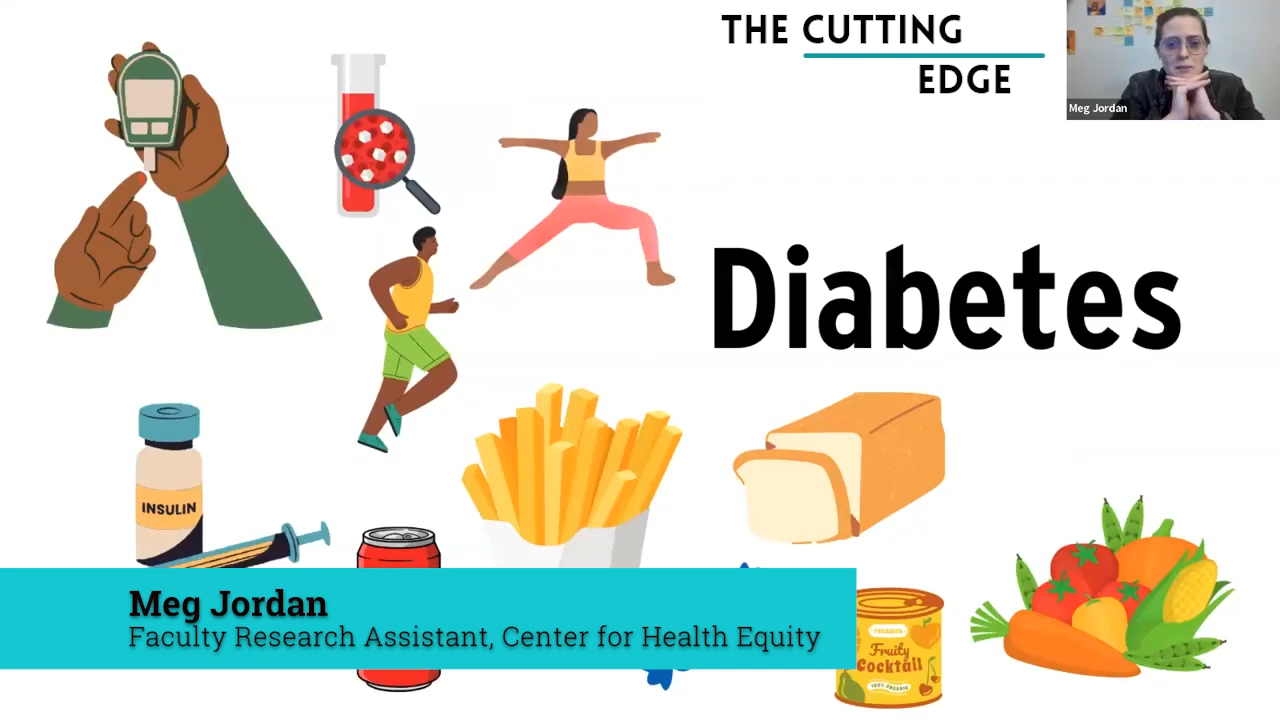 THE CUTTING
EDGE
Meg Jordan
Diabetes
INSULIN
Fruity
Cocktail
Meg Jordan
Faculty Research Assistant, Center for Health Equity